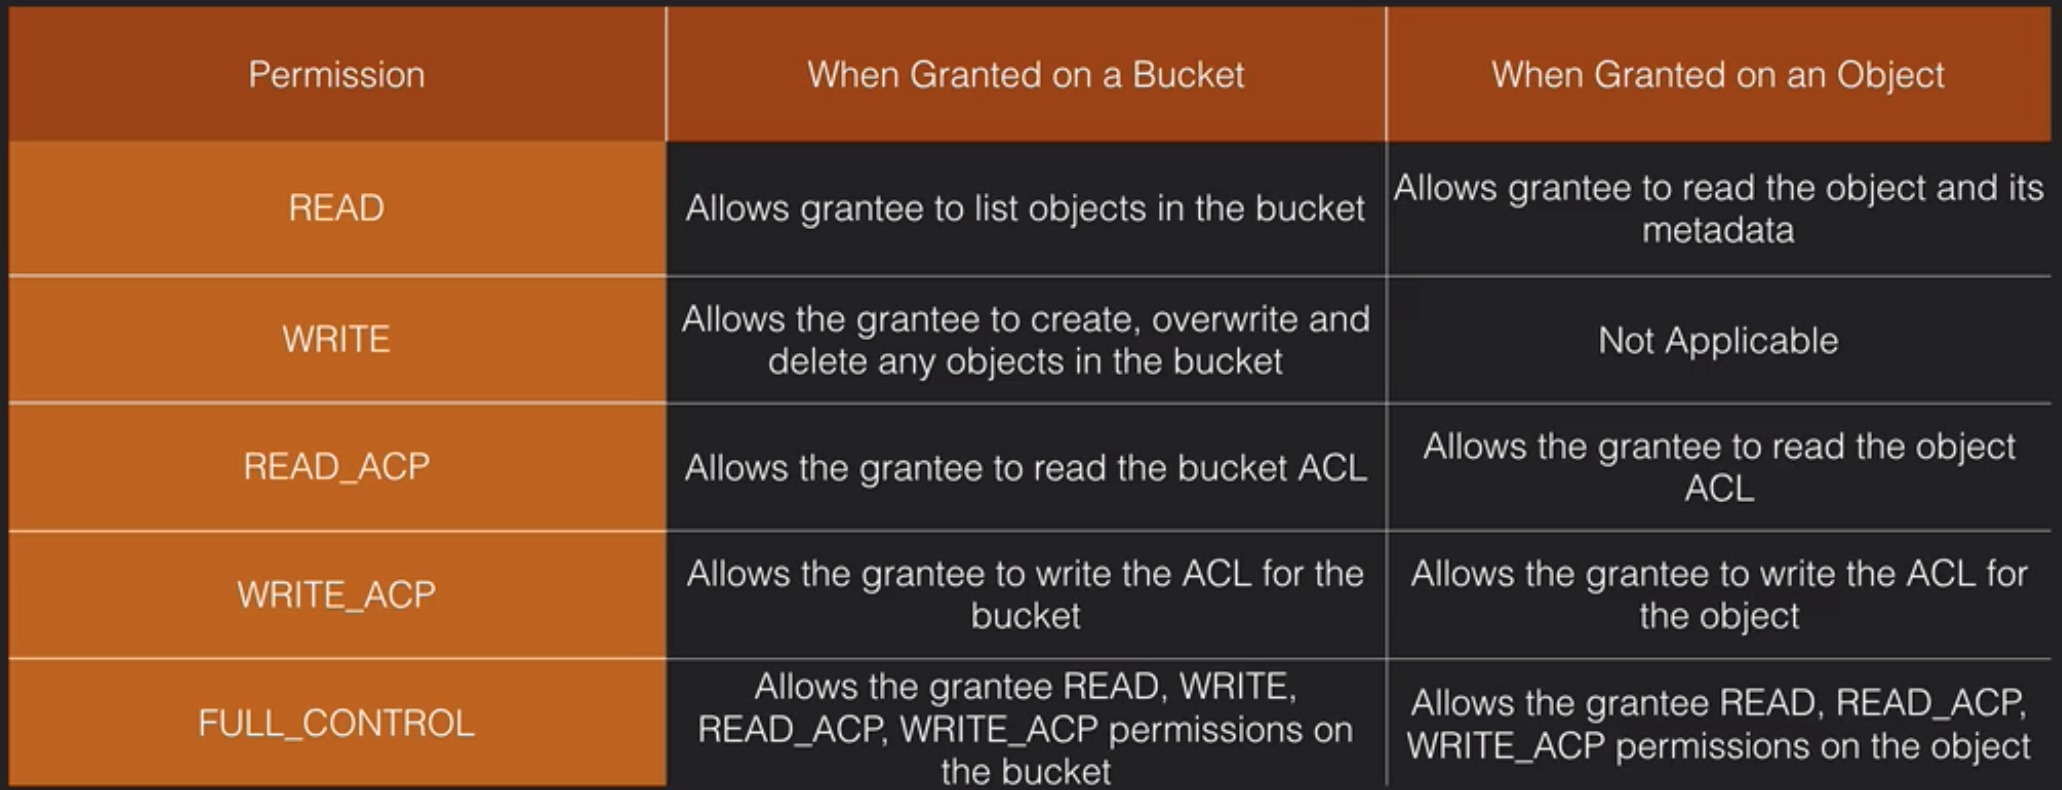 Permission
When Granted on a Bucket
When Granted on an Object
READ
Allows grantee to list objects in the bucket
Allows grantee to read the object and its
metadata
WRITE
Allows the grantee to create, overwrite and
delete any objects in the bucket
Not Applicable
READ_ACP
Allows the grantee to read the bucket ACL
Allows the grantee to read the object
ACL
WRITE_ACP
Allows the grantee to write the ACL for the
bucket
Allows the grantee to write the ACL for
the object
FULL_CONTROL
Allows the grantee READ, WRITE,
READ_ACP, WRITE_ACP permissions on
the bucket
Allows the grantee READ, READ_ACP,
WRITE_ACP permissions on the object